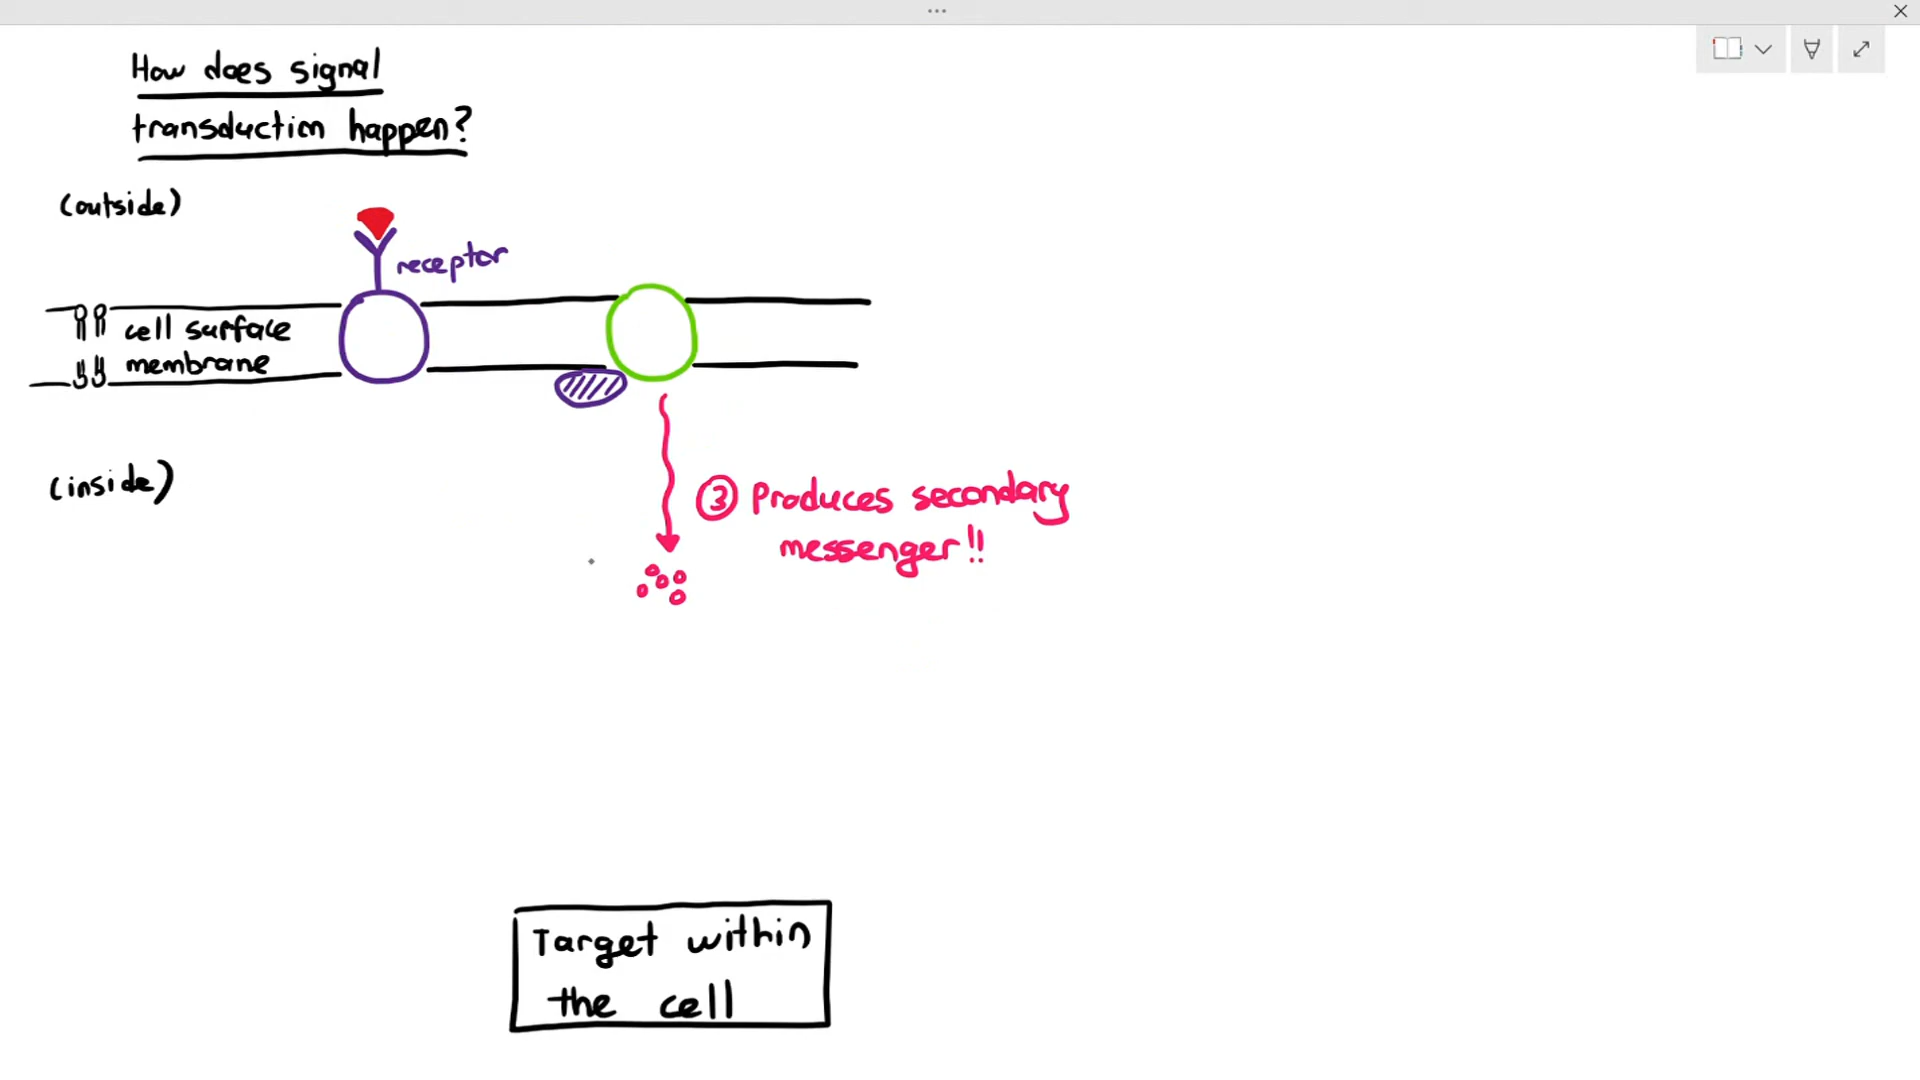 How does signal
transduction happen?
(outside)
receptor
cell surface
membrane
(inside)
③ Produces secondary
messenger!!
Target within
the cell